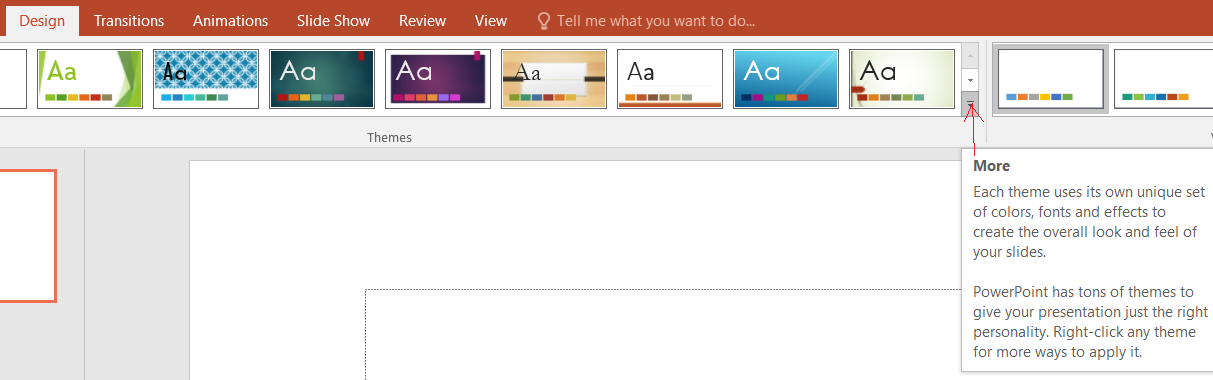 Design Transitions Animations Slide Show Review View Tell me what you want to do...
Aa Aa Aa Aa Aa Aa Aa Aa
Themes
More
Each theme uses its own unique set
of colors, fonts and effects to
create the overall look and feel of
your slides.
PowerPoint has tons of themes to
give your presentation just the right
personality. Right-click any theme
for more ways to apply it.